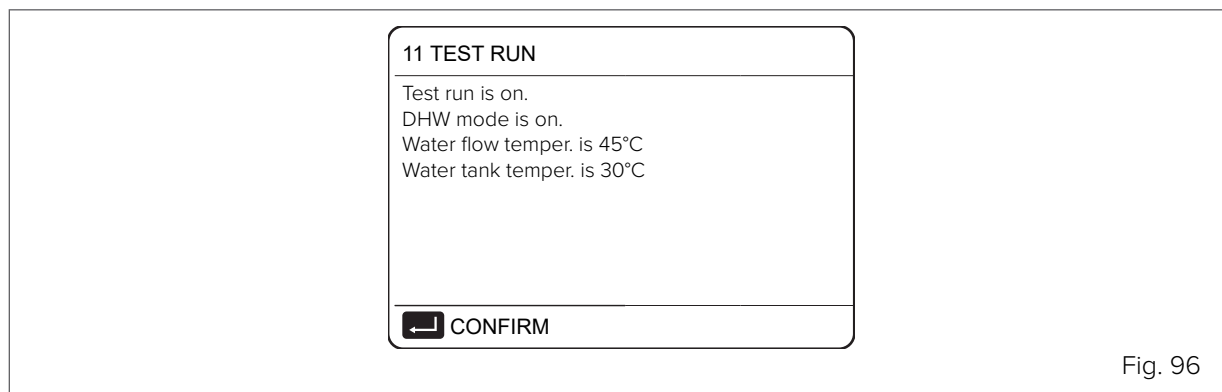 11 TEST RUN
Test run is on.
DHW mode is on.
Water flow temper. is 45°C
Water tank temper. is 30°C
CONFIRM
Fig. 96